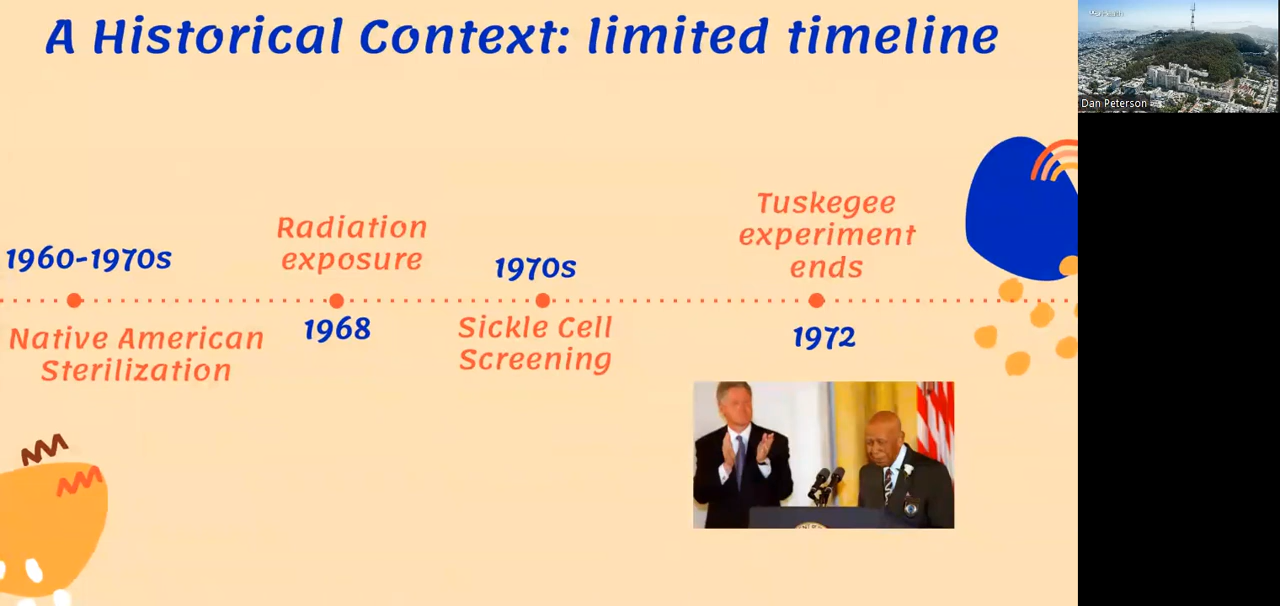 A Historical Context: limited timeline
1960-1970s
Native American
Sterilization
Radiation
exposure
1968
1970s
Sickle Cell
Screening
Tuskegee
experiment
ends
1972
Dan Peterson